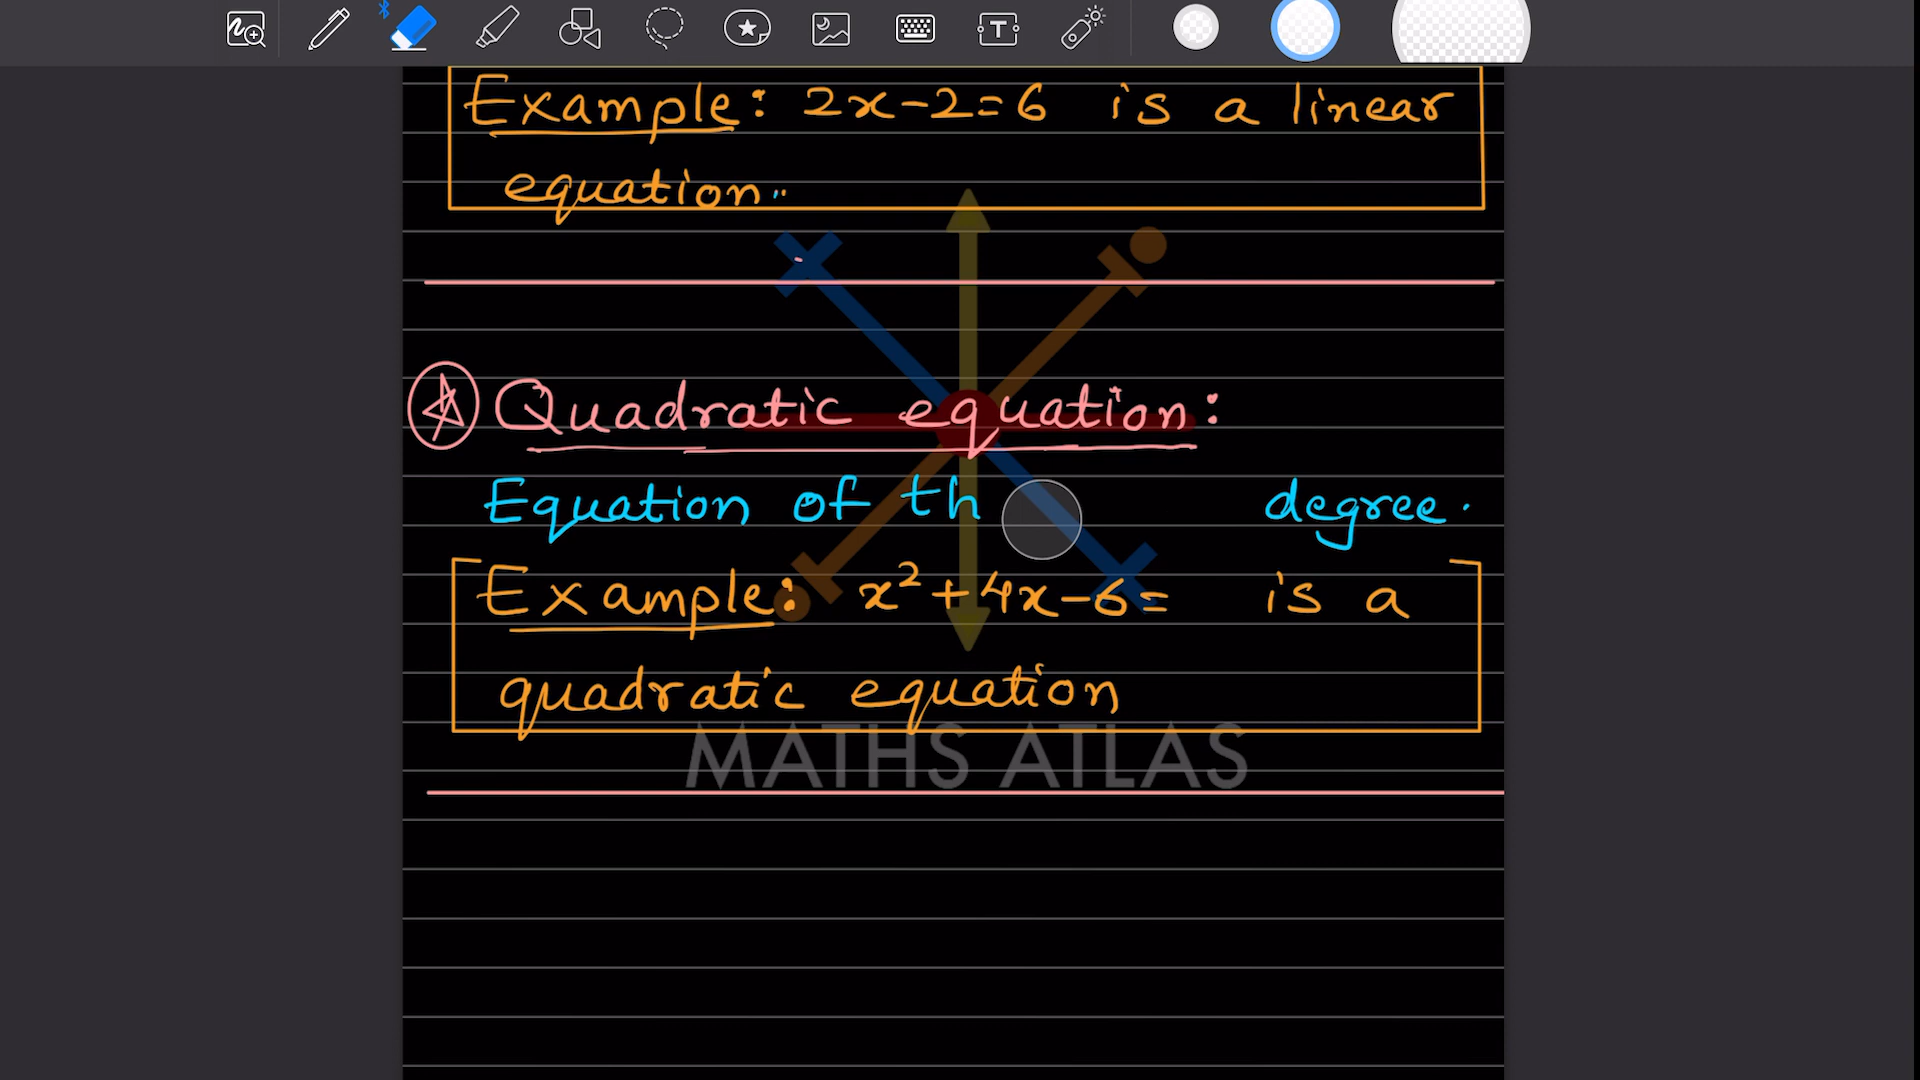 Example: 2x-2=6 is a linear
equation.
Quadratic equation:
Equation of th degree.
Example: x²+4x-6= is a
quadratic equation
MATHS ATLAS